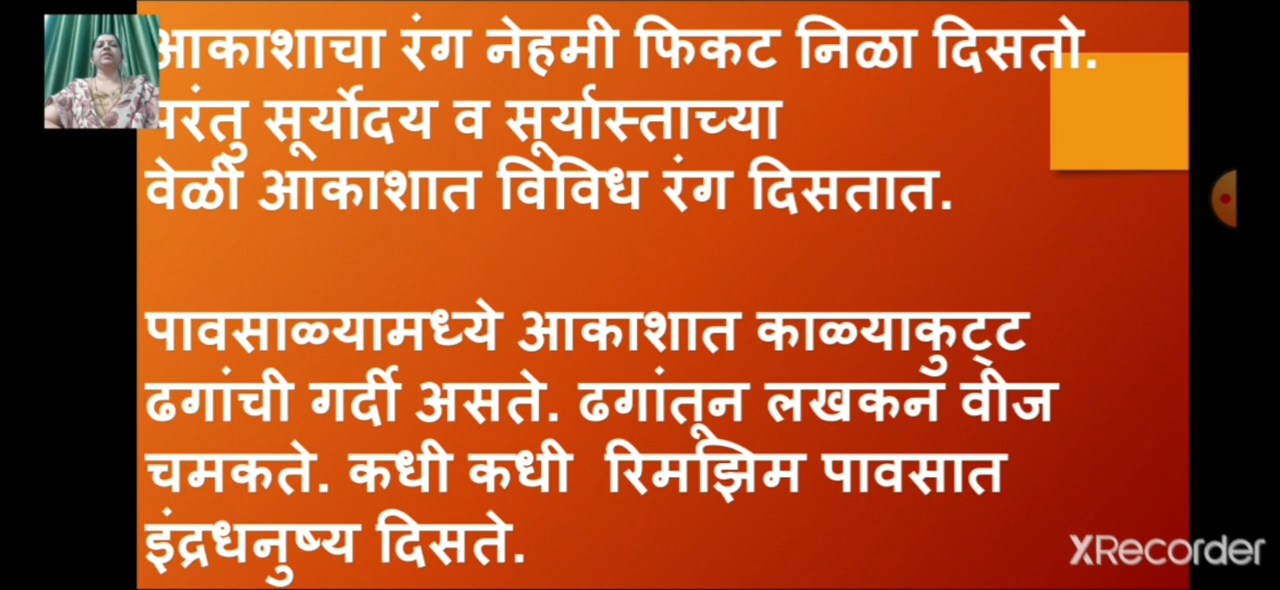 आकाशाचा रंग नेहमी फिकट निळा दिसतो.
परंतु सूर्योदय व सूर्यास्ताच्या
वेळी आकाशात विविध रंग दिसतात.
पावसाळ्यामध्ये आकाशात काळ्याकुट्ट
ढगांची गर्दी असते. ढगांतून लखकन वीज
चमकते. कधी कधी रिमझिम पावसात
इंद्रधनुष्य दिसते.
XRecorder